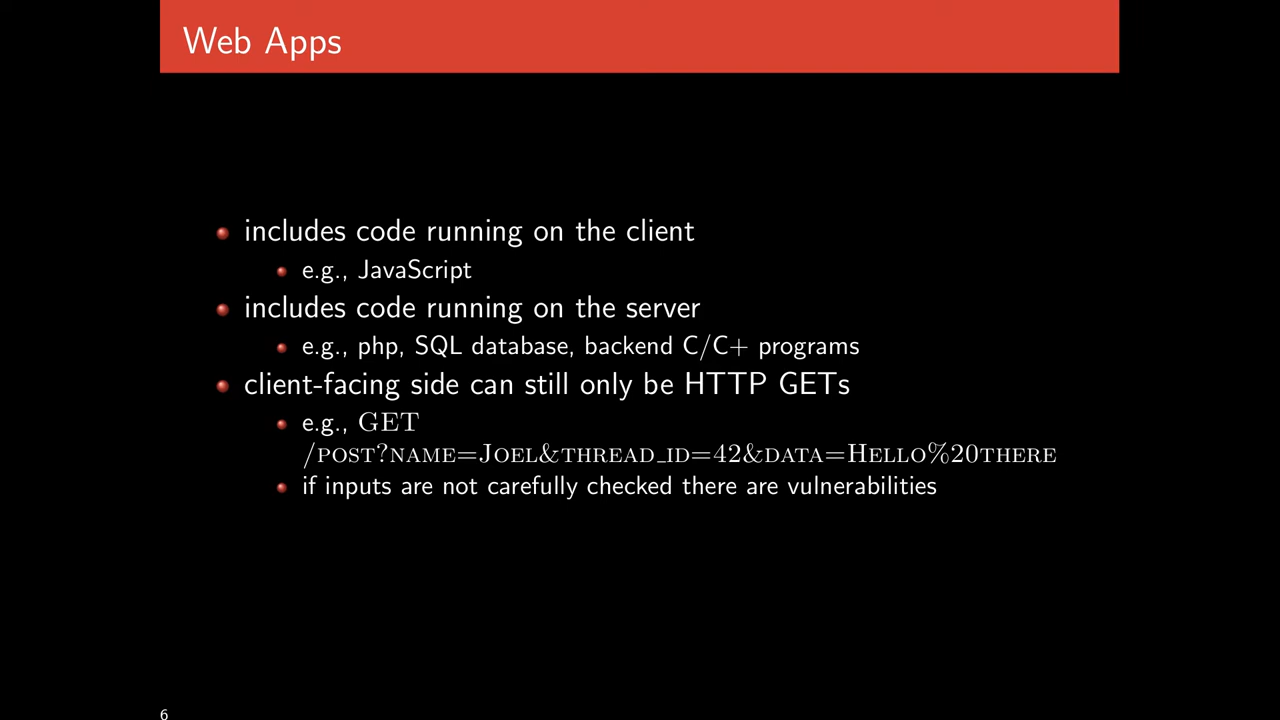 Web Apps
includes code running on the client
e.g., JavaScript
includes code running on the server
e.g., php, SQL database, backend C/C+ programs
client-facing side can still only be HTTP GETs
e.g., GET
/post?name=Joel&thread_id=42&data=Hello%20there
if inputs are not carefully checked there are vulnerabilities
6